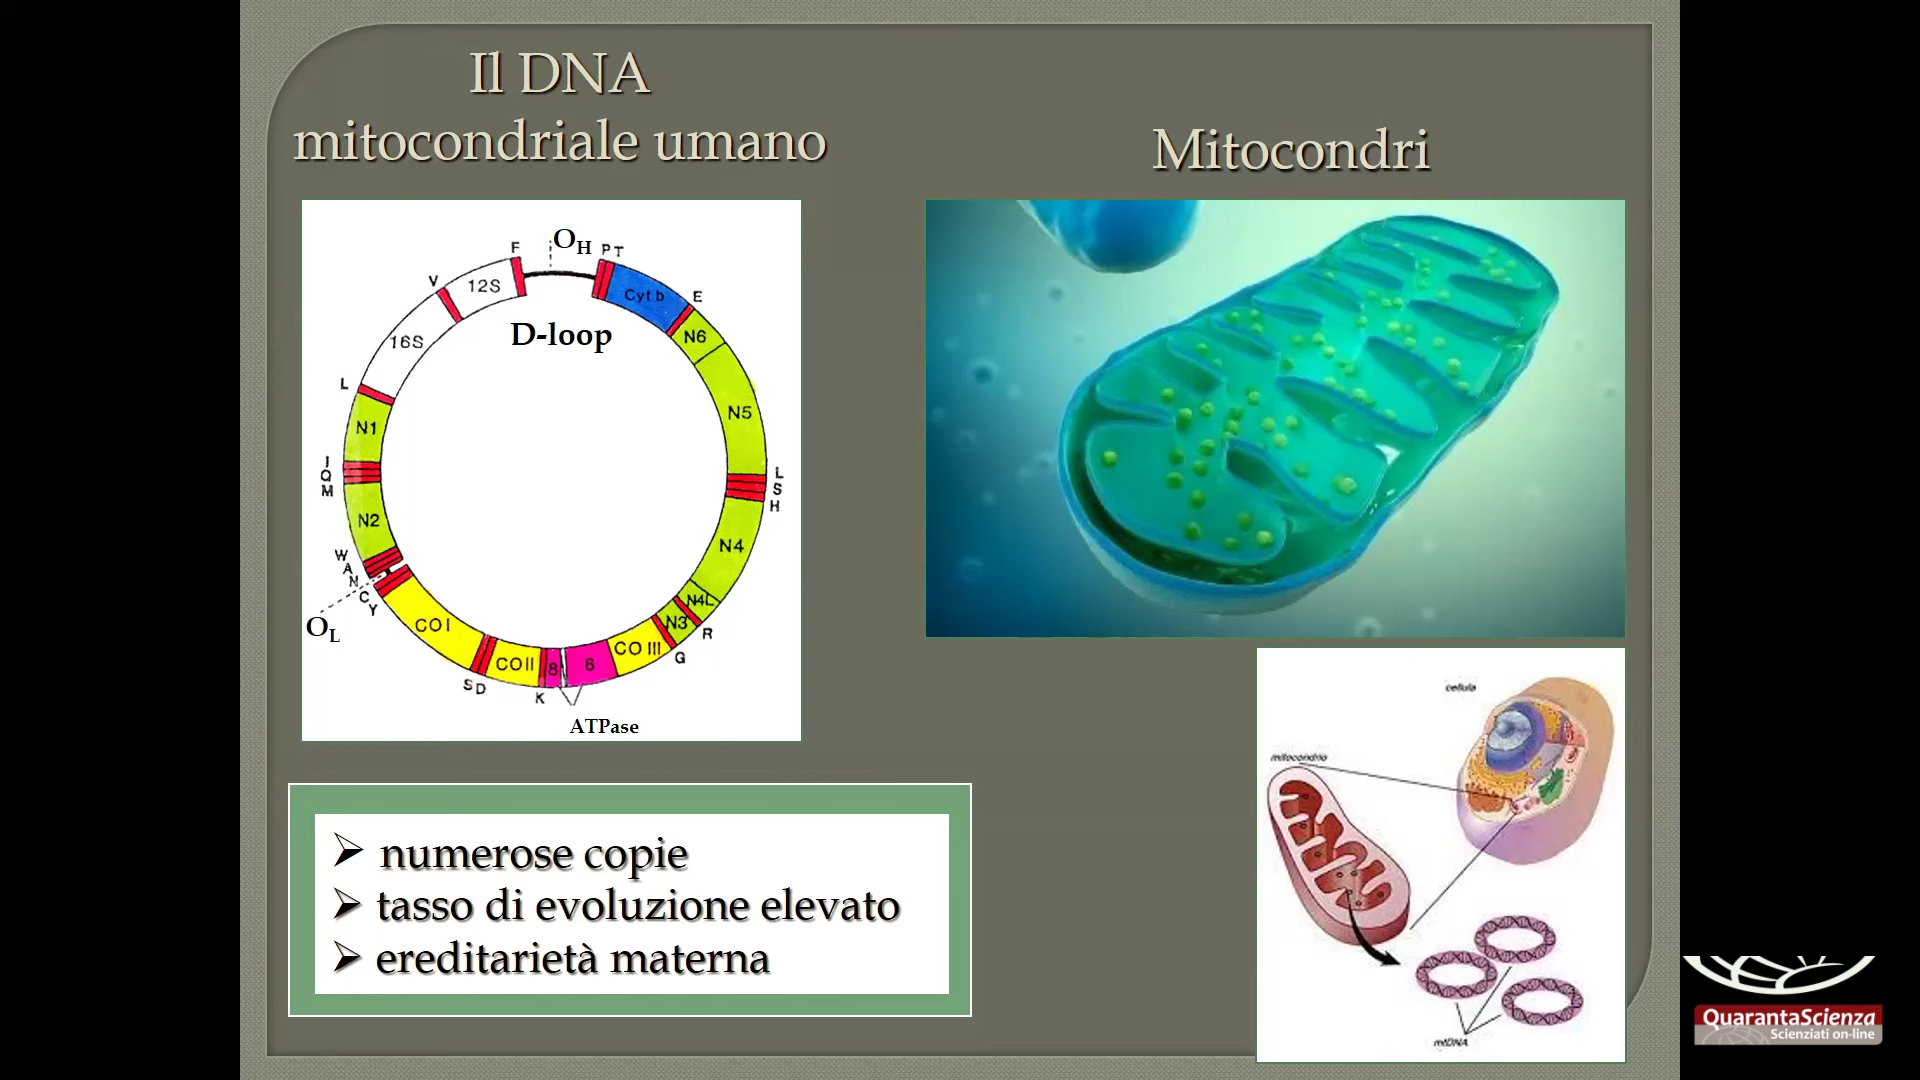 Il DNA
mitocondriale umano
Mitocondri
F
O_H
P T
V
12S
Cyt b
E
16S
D-loop
N6
L
N1
N5
I
Q
M
L
S
H
N2
N4
W
A
N
C
Y
O_L
CO I
N4L
N3
R
CO III
G
CO II
8
6
S D
K
ATPase
cellula
mitocondrio
mtDNA
➢ numerose copie
➢ tasso di evoluzione elevato
➢ ereditarietà materna
QuarantaScienza
Scienziati on-line